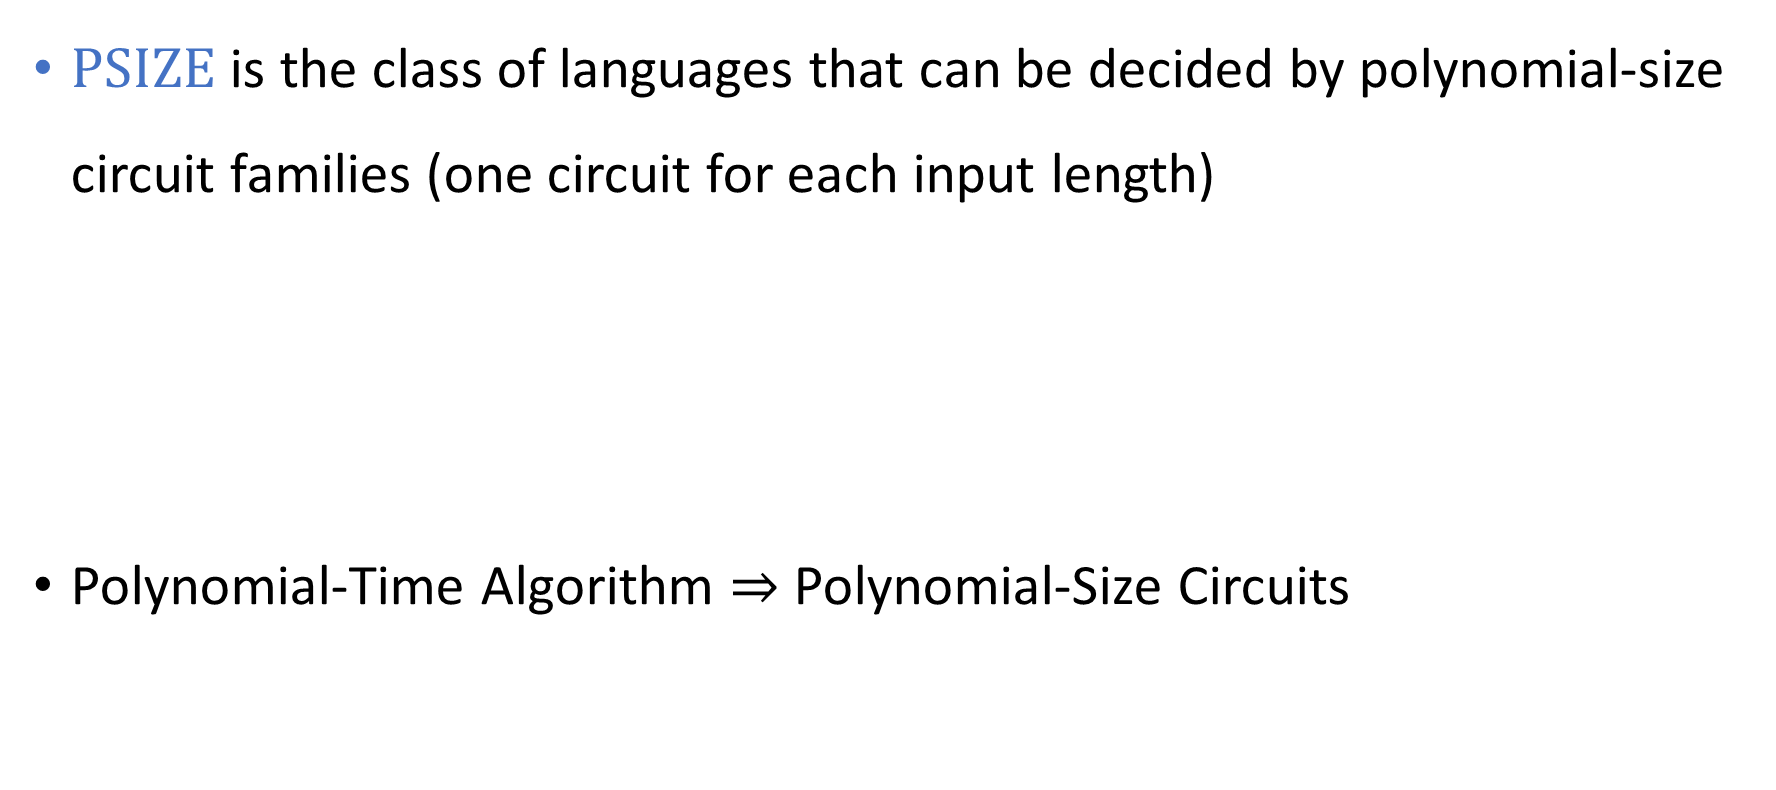 • PSIZE is the class of languages that can be decided by polynomial-size
circuit families (one circuit for each input length)
• Polynomial-Time Algorithm ⇒ Polynomial-Size Circuits